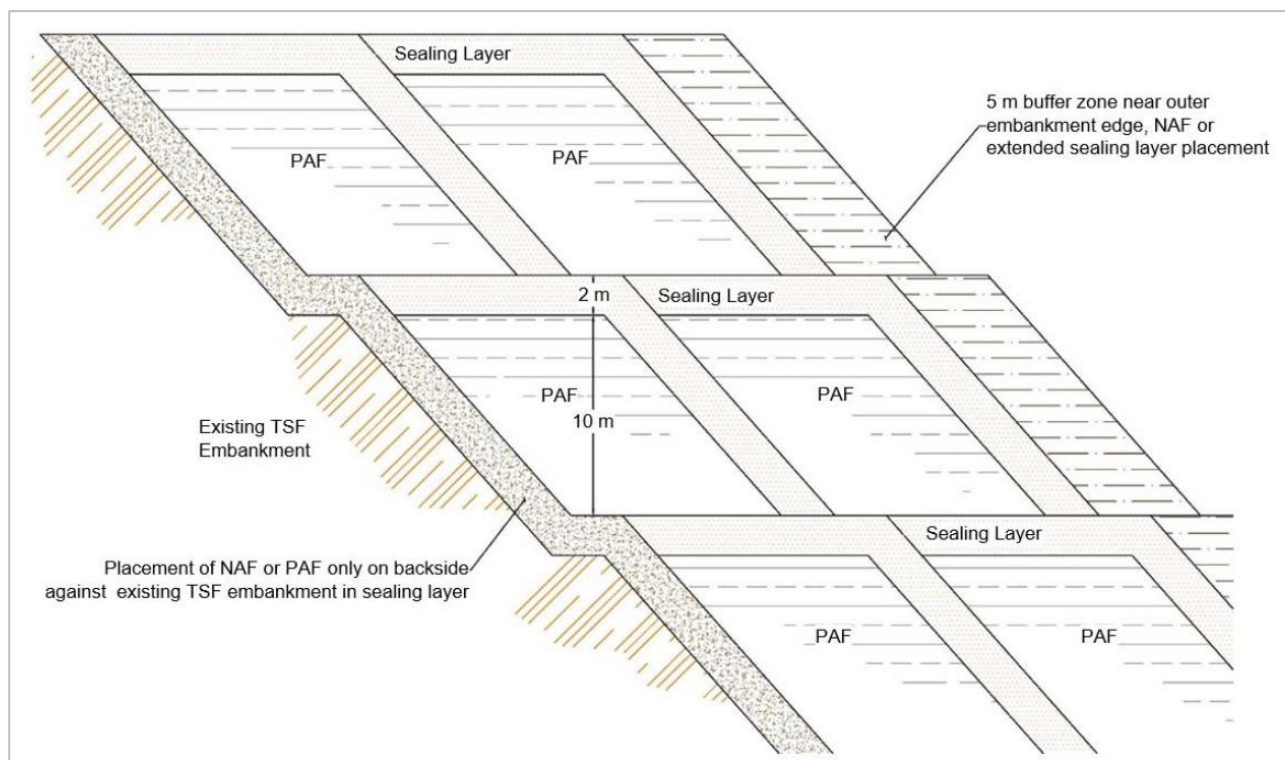 Sealing Layer
5 m buffer zone near outer
embankment edge, NAF or
extended sealing layer placement
PAF
PAF
2 m
Sealing Layer
PAF
PAF
10 m
Existing TSF
Embankment
Sealing Layer
Placement of NAF or PAF only on backside
against existing TSF embankment in sealing layer
PAF
PAF